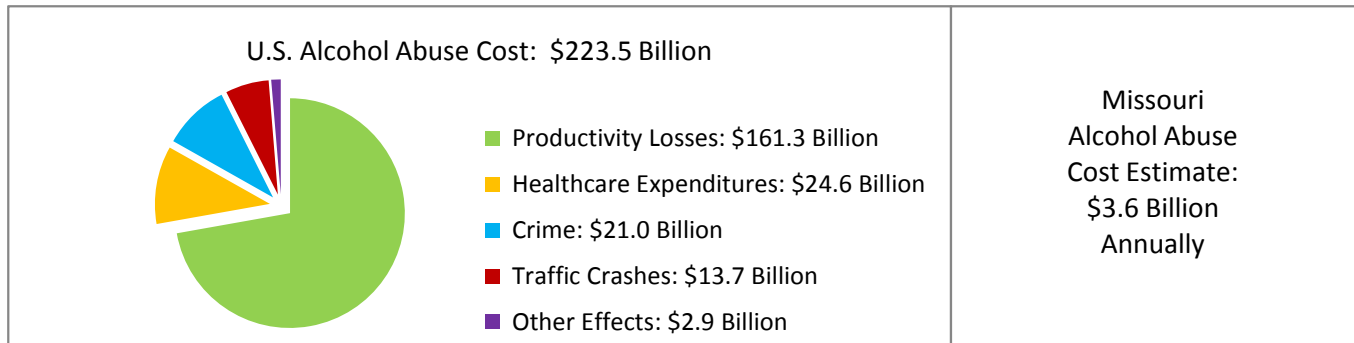 U.S. Alcohol Abuse Cost: $223.5 Billion
Productivity Losses: $161.3 Billion
Healthcare Expenditures: $24.6 Billion
Crime: $21.0 Billion
Traffic Crashes: $13.7 Billion
Other Effects: $2.9 Billion
Missouri
Alcohol Abuse
Cost Estimate:
$3.6 Billion
Annually